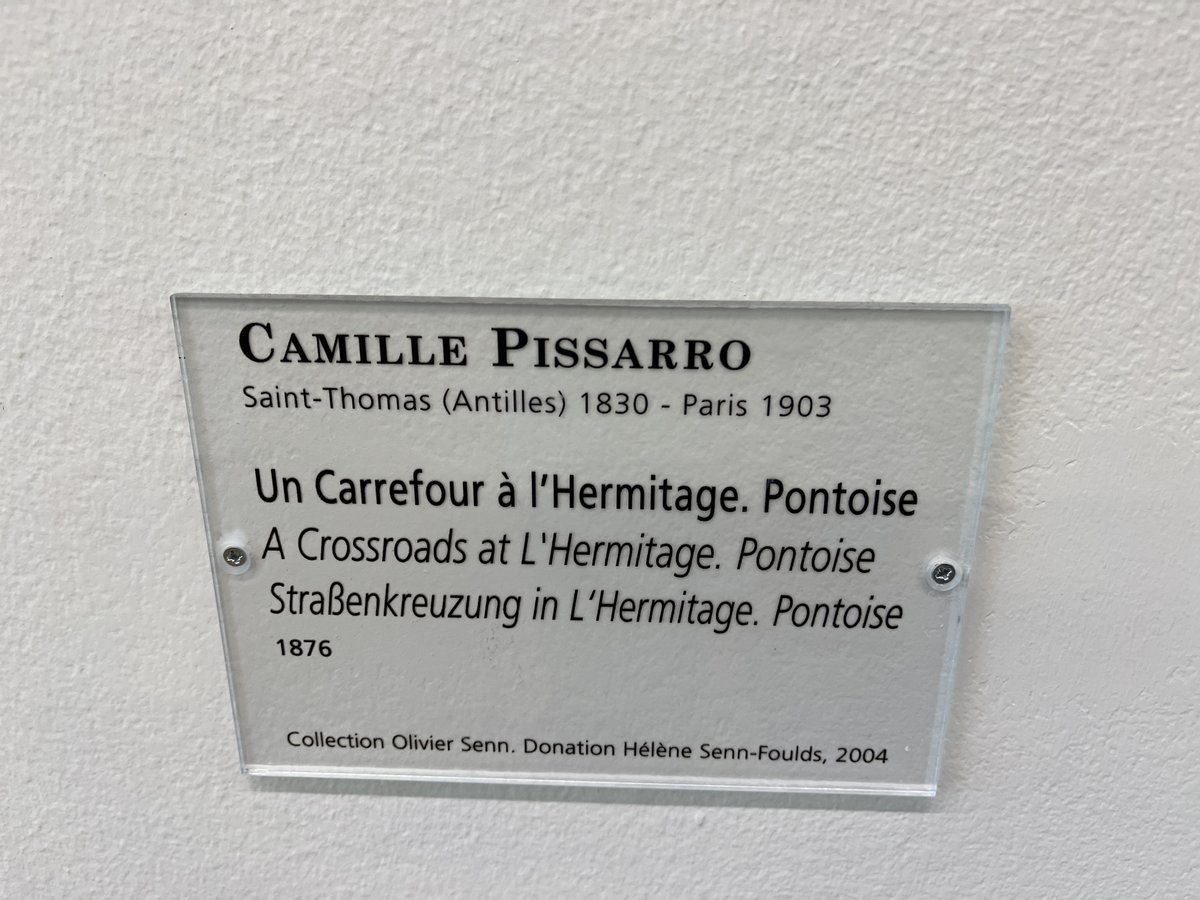 CAMILLE PISSARRO
Saint-Thomas (Antilles) 1830 - Paris 1903
Un Carrefour à l’Hermitage. Pontoise
A Crossroads at L'Hermitage. Pontoise
Straßenkreuzung in L‘Hermitage. Pontoise
1876
Collection Olivier Senn. Donation Hélène Senn-Foulds, 2004